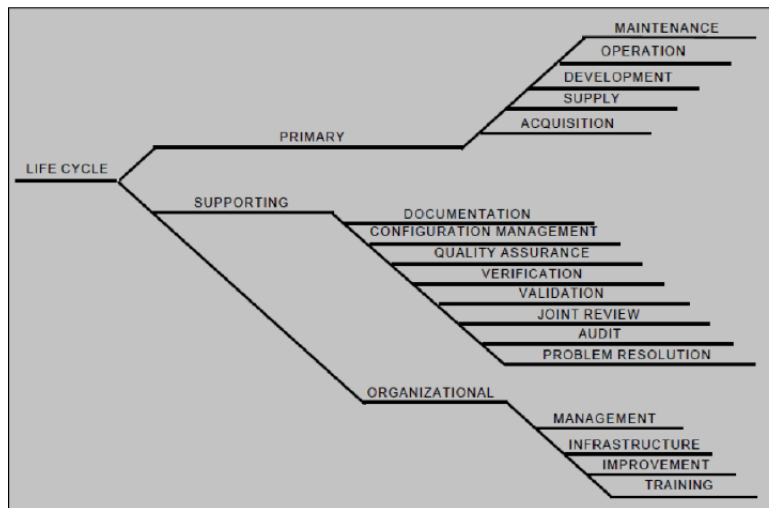 MAINTENANCE
OPERATION
DEVELOPMENT
SUPPLY
ACQUISITION
PRIMARY
LIFE CYCLE
SUPPORTING
DOCUMENTATION
CONFIGURATION MANAGEMENT
QUALITY ASSURANCE
VERIFICATION
VALIDATION
JOINT REVIEW
AUDIT
PROBLEM RESOLUTION
ORGANIZATIONAL
MANAGEMENT
INFRASTRUCTURE
IMPROVEMENT
TRAINING